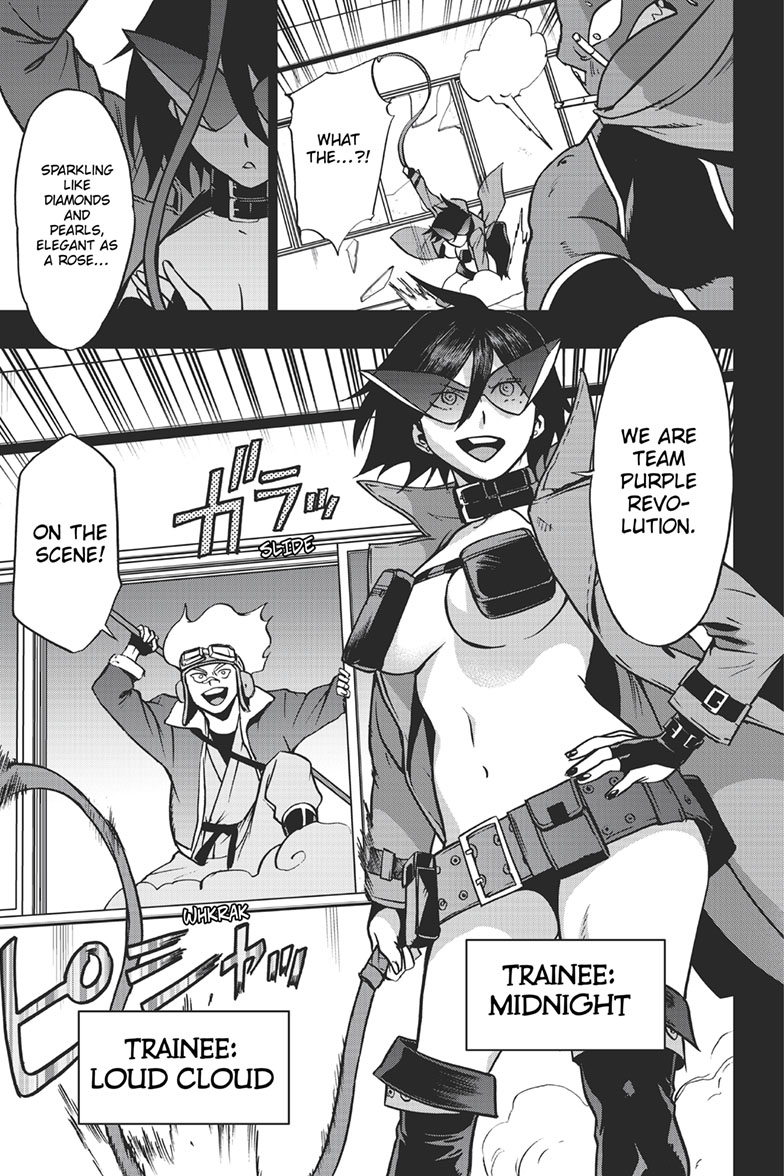 WHAT
THE...?!
SPARKLING
LIKE
DIAMONDS
AND
PEARLS,
ELEGANT AS
A ROSE...
WE ARE
TEAM
PURPLE
REVO-
LUTION.
ガラッ
SLIDE
ON THE
SCENE!
WHKRAK
ピシャッ
TRAINEE:
MIDNIGHT
TRAINEE:
LOUD CLOUD